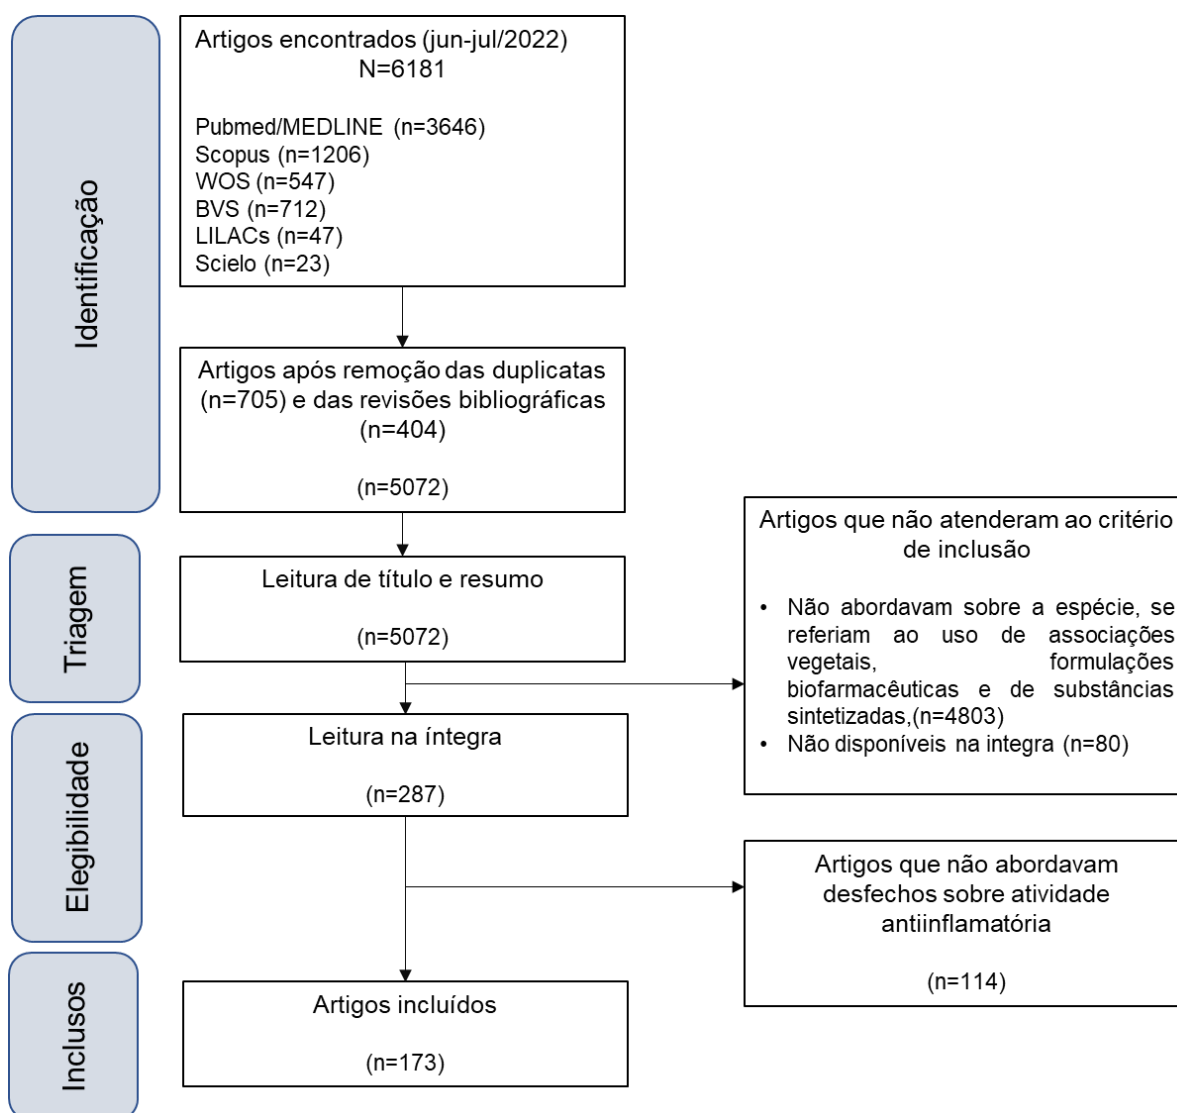 Identificação
Artigos encontrados (jun-jul/2022)
N=6181
Pubmed/MEDLINE (n=3646)
Scopus (n=1206)
WOS (n=547)
BVS (n=712)
LILACs (n=47)
Scielo (n=23)
Artigos após remoção das duplicatas
(n=705) e das revisões bibliográficas
(n=404)
(n=5072)
Triagem
Leitura de título e resumo
(n=5072)
Artigos que não atenderam ao critério
de inclusão
• Não abordavam sobre a espécie, se
referiam ao uso de associações
vegetais, formulações
biofarmacêuticas e de substâncias
sintetizadas,(n=4803)
• Não disponíveis na integra (n=80)
Elegibilidade
Leitura na íntegra
(n=287)
Artigos que não abordavam
desfechos sobre atividade
antiinflamatória
(n=114)
Inclusos
Artigos incluídos
(n=173)